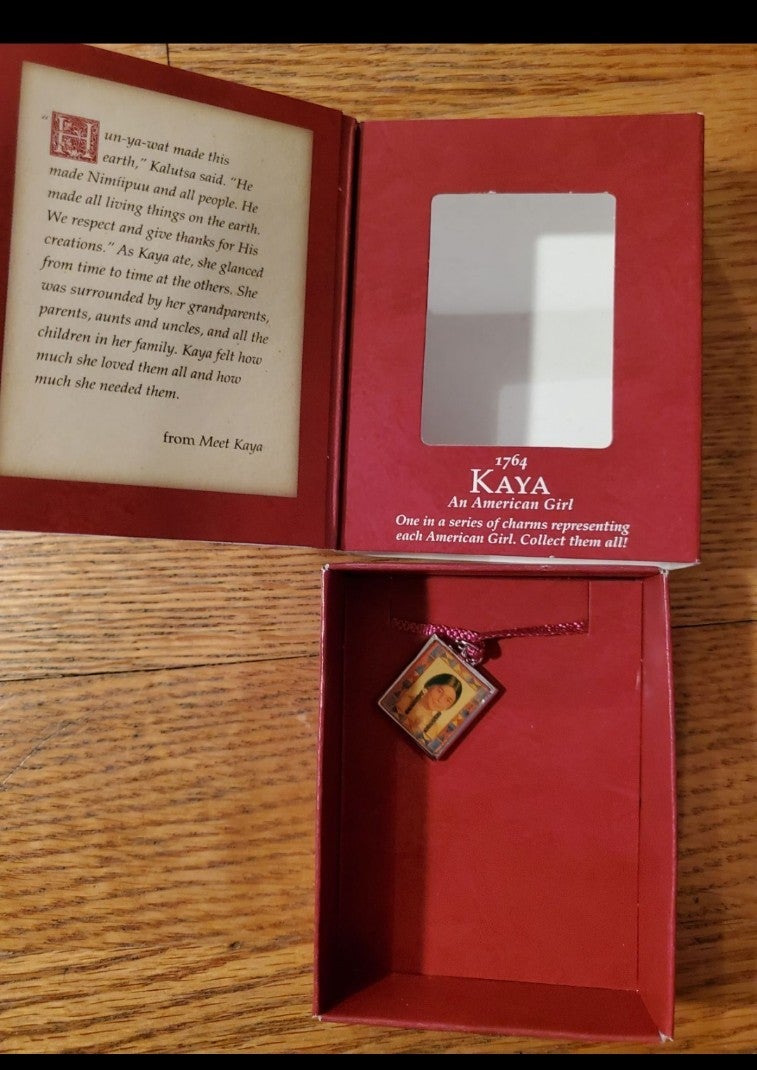 "Hun-ya-wat made this
earth," Kalutsa said. "He
made Nimíipuu and all people. He
made all living things on the earth.
We respect and give thanks for His
creations." As Kaya ate, she glanced
from time to time at the others. She
was surrounded by her grandparents,
parents, aunts and uncles, and all the
children in her family. Kaya felt how
much she loved them all and how
much she needed them.
from Meet Kaya
1764
KAYA
An American Girl
One in a series of charms representing
each American Girl. Collect them all!